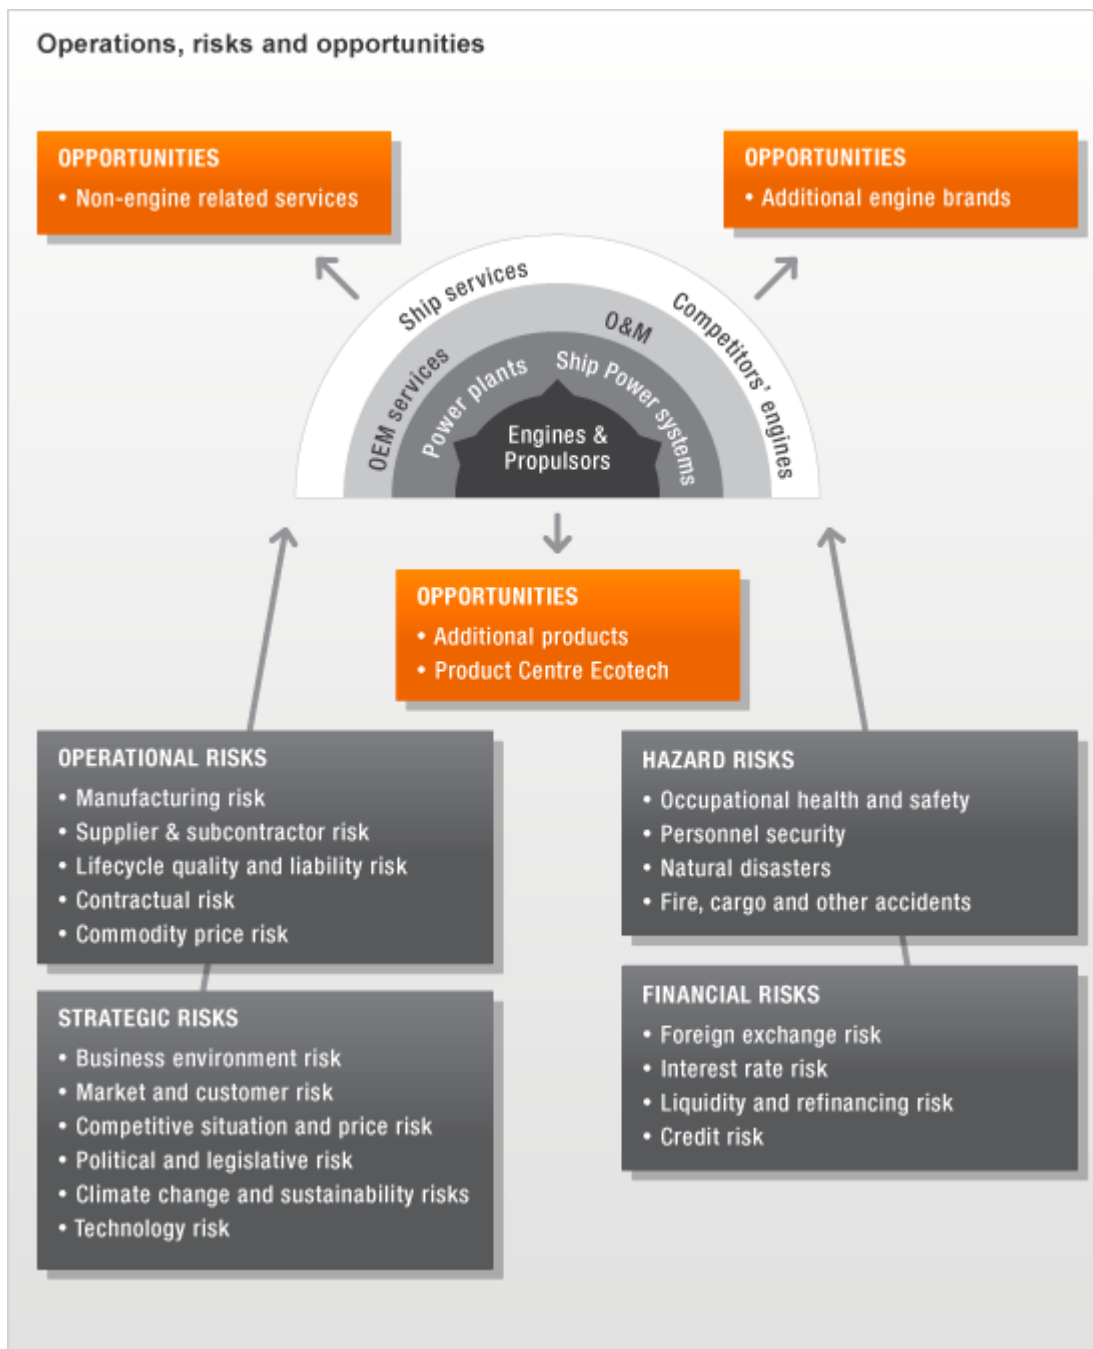 Operations, risks and opportunities
OPPORTUNITIES
• Non-engine related services
OPPORTUNITIES
• Additional engine brands
Ship services
Competitors' engines
OEM services
O&M
Power plants
Ship Power systems
Engines &
Propulsors
OPPORTUNITIES
• Additional products
• Product Centre Ecotech
OPERATIONAL RISKS
• Manufacturing risk
• Supplier & subcontractor risk
• Lifecycle quality and liability risk
• Contractual risk
• Commodity price risk
HAZARD RISKS
• Occupational health and safety
• Personnel security
• Natural disasters
• Fire, cargo and other accidents
STRATEGIC RISKS
• Business environment risk
• Market and customer risk
• Competitive situation and price risk
• Political and legislative risk
• Climate change and sustainability risks
• Technology risk
FINANCIAL RISKS
• Foreign exchange risk
• Interest rate risk
• Liquidity and refinancing risk
• Credit risk